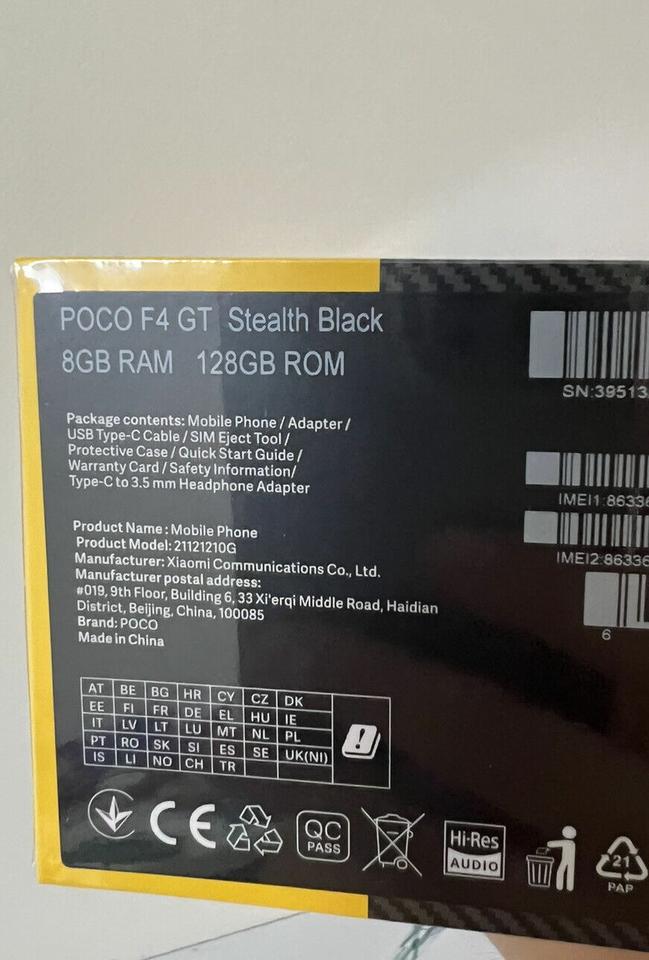 POCO F4 GT Stealth Black
8GB RAM 128GB ROM
SN:39513
Package contents: Mobile Phone / Adapter /
USB Type-C Cable / SIM Eject Tool /
Protective Case / Quick Start Guide /
Warranty Card / Safety Information/
Type-C to 3.5 mm Headphone Adapter
IMEI1:86336
IMEI2:86336
6
Product Name : Mobile Phone
Product Model: 21121210G
Manufacturer: Xiaomi Communications Co., Ltd.
Manufacturer postal address:
#019, 9th Floor, Building 6, 33 Xi'erqi Middle Road, Haidian
District, Beijing, China, 100085
Brand: POCO
Made in China
AT BE BG HR CY CZ DK
EE FI FR DE EL HU IE
IT LV LT LU MT NL PL
PT RO SK SI ES SE UK(NI)
IS LI NO CH TR
CE
QC
PASS
Hi-Res
AUDIO
21
PAP